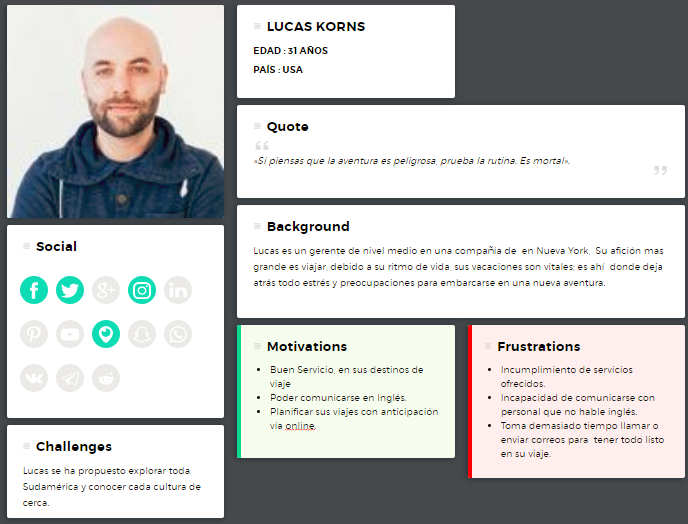 LUCAS KORNS
EDAD : 31 AÑOS
PAÍS : USA
Quote
«Si piensas que la aventura es peligrosa, prueba la rutina. Es mortal».
Social
Background
Lucas es un gerente de nivel medio en una compañía de en Nueva York, Su afición mas
grande es viajar, debido a su ritmo de vida, sus vacaciones son vitales; es ahí donde deja
atrás todo estrés y preocupaciones para embarcarse en una nueva aventura.
Motivations
Buen Servicio, en sus destinos de
viaje
Poder comunicarse en Inglés.
Planificar sus viajes con anticipación
vía online.
Frustrations
Incumplimiento de servicios
ofrecidos.
Incapacidad de comunicarse con
personal que no hable inglés.
Toma demasiado tiempo llamar o
enviar correos para tener todo listo
en su viaje.
Challenges
Lucas se ha propuesto explorar toda
Sudamérica y conocer cada cultura de
cerca.